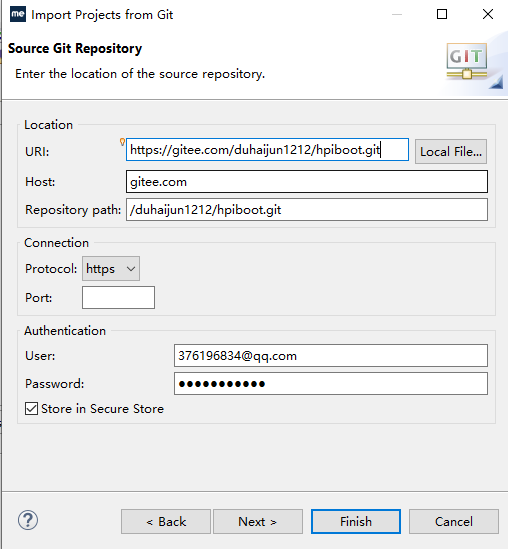 me Import Projects from Git
Source Git Repository
Enter the location of the source repository.
GIT
Location
URI: https://gitee.com/duhaijun1212/hpiboot.git Local File...
Host: gitee.com
Repository path: /duhaijun1212/hpiboot.git
Connection
Protocol: https
Port:
Authentication
User: 376196834@qq.com
Password: ●●●●●●●●●●●
Store in Secure Store
? < Back Next > Finish Cancel